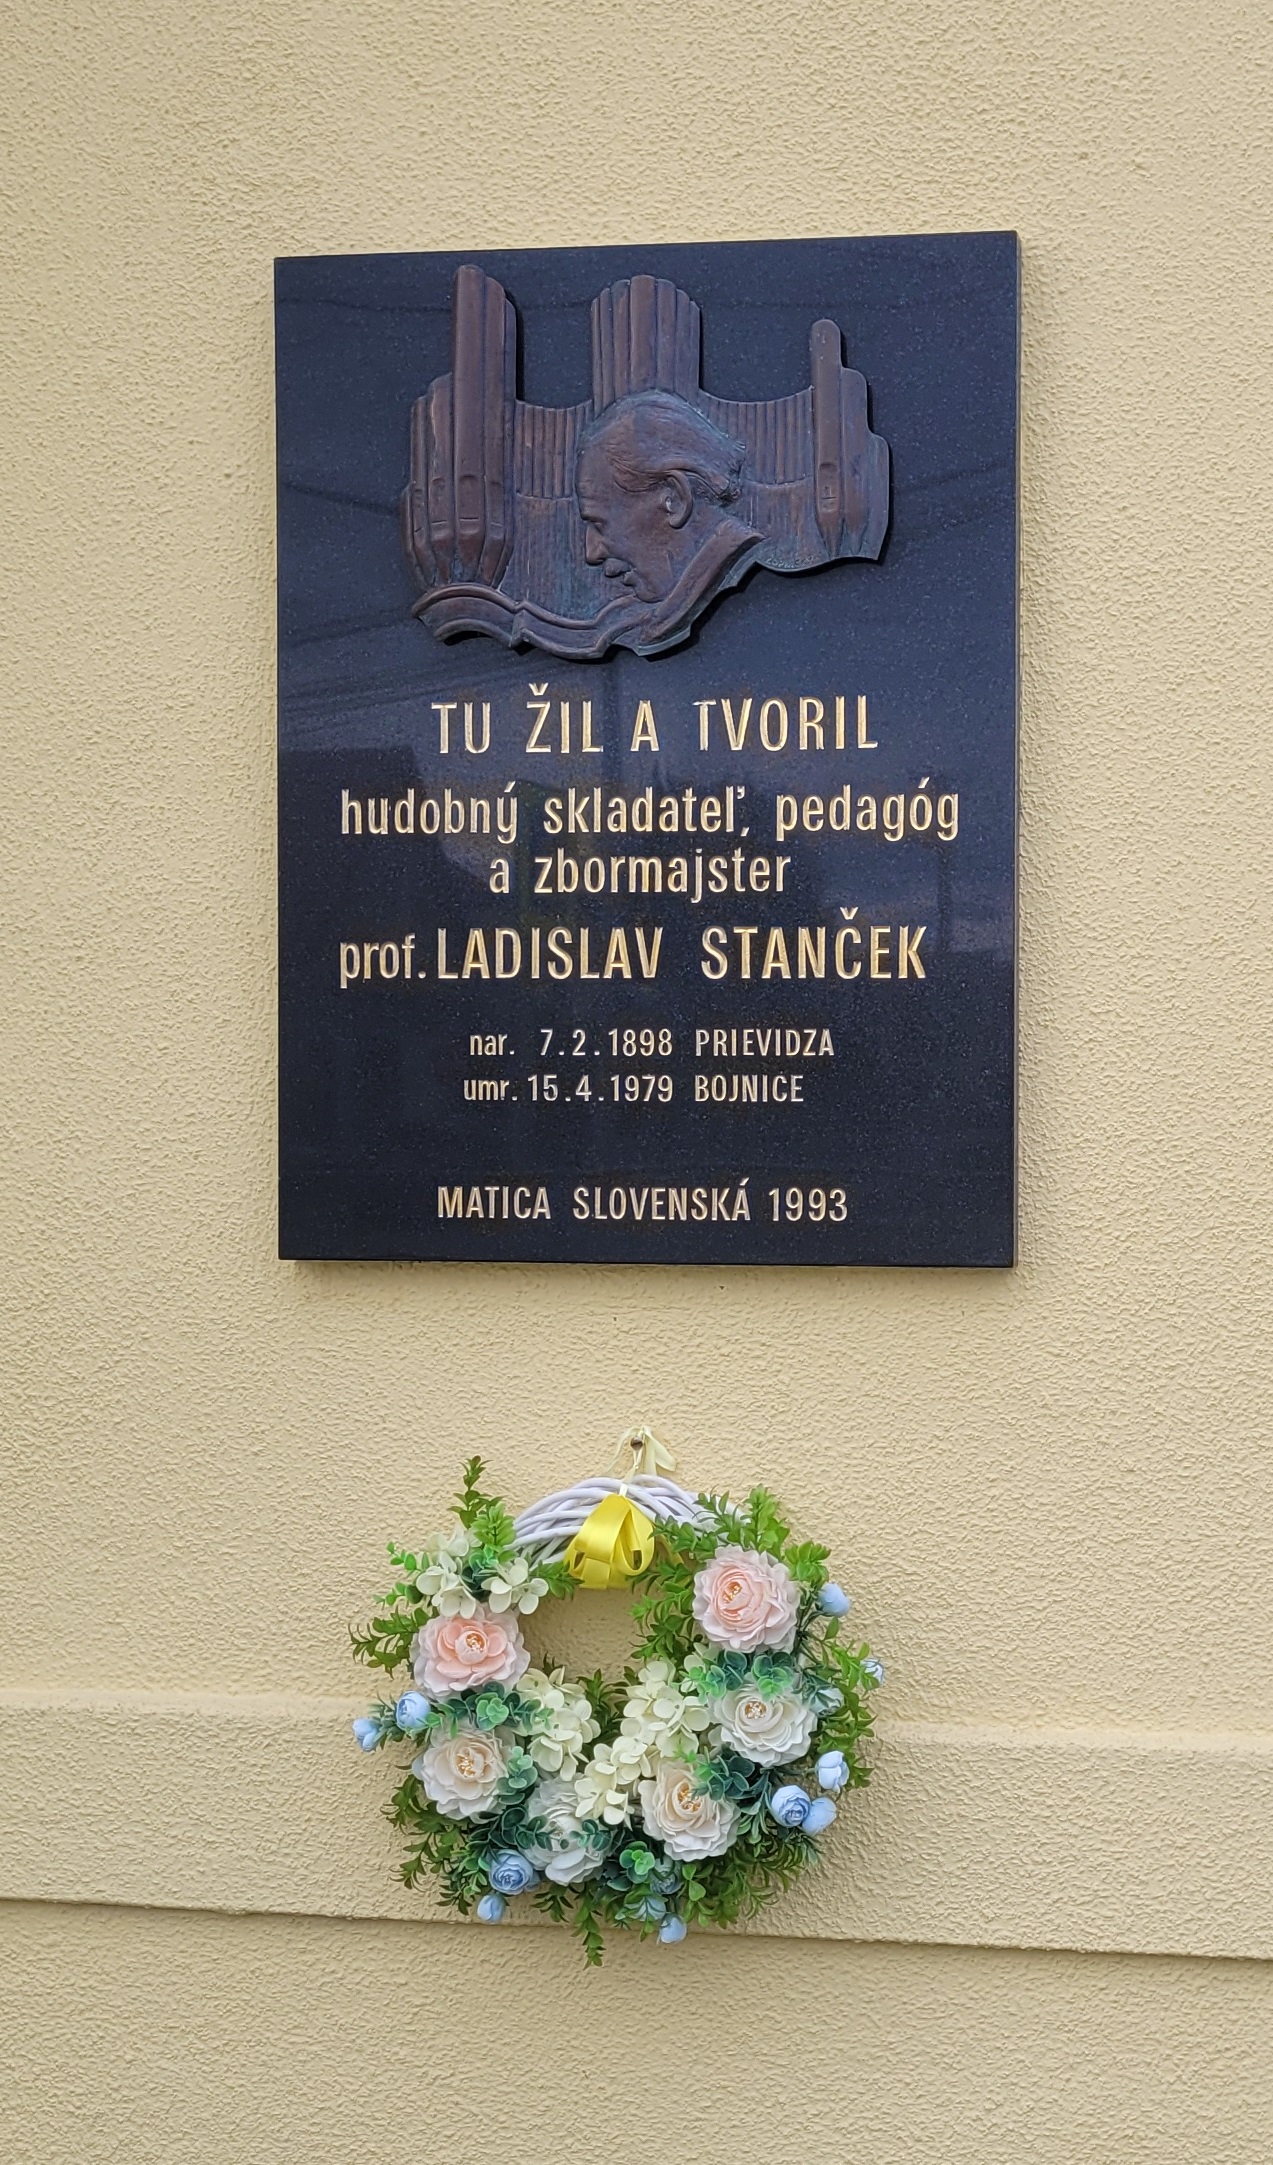 TU ŽIL A TVORIL
hudobný skladateľ, pedagóg
a zbormajster
prof. LADISLAV STANČEK
nar. 7.2.1898 PRIEVIDZA
umr. 15.4.1979 BOJNICE
MATICA SLOVENSKÁ 1993